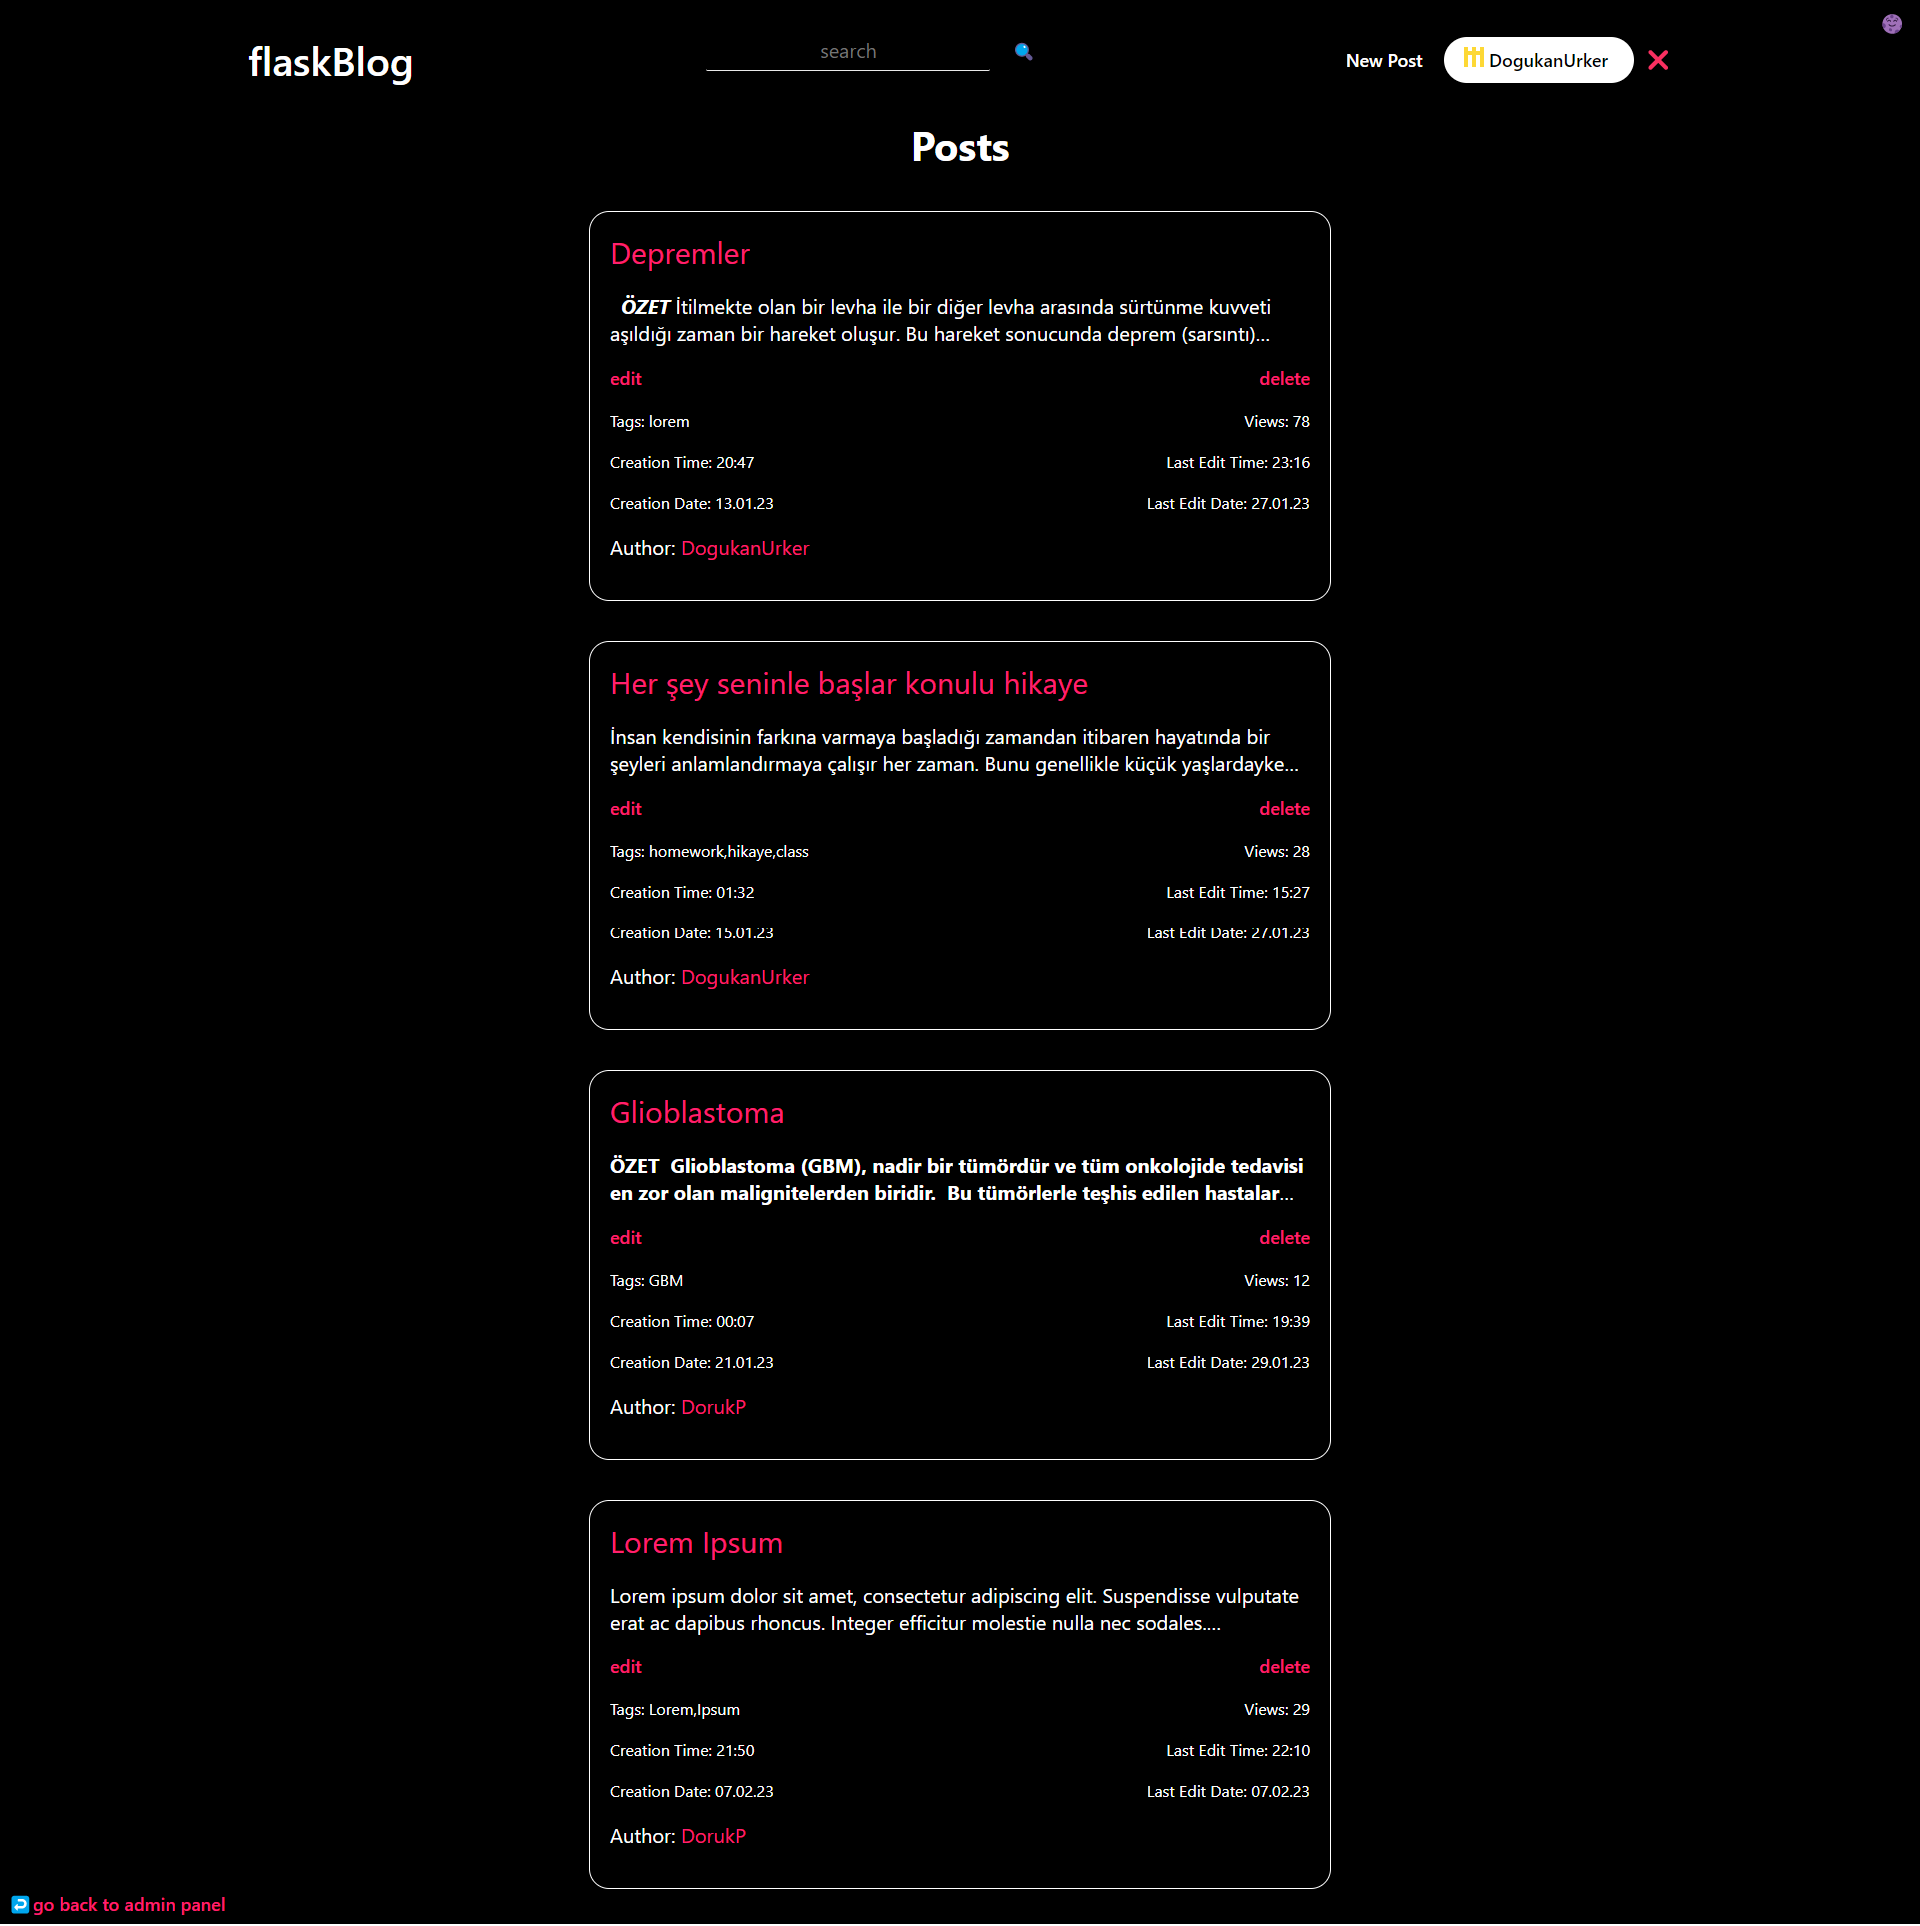 flaskBlog
search
New Post
DogukanUrker
Posts
Depremler
ÖZET İtilmekte olan bir levha ile bir diğer levha arasında sürtünme kuvveti
aşıldığı zaman bir hareket oluşur. Bu hareket sonucunda deprem (sarsıntı)...
edit
delete
Tags: lorem
Views: 78
Creation Time: 20:47
Last Edit Time: 23:16
Creation Date: 13.01.23
Last Edit Date: 27.01.23
Author: DogukanUrker
Her şey seninle başlar konulu hikaye
İnsan kendisinin farkına varmaya başladığı zamandan itibaren hayatında bir
şeyleri anlamlandırmaya çalışır her zaman. Bunu genellikle küçük yaşlardayke...
edit
delete
Tags: homework,hikaye,class
Views: 28
Creation Time: 01:32
Last Edit Time: 15:27
Creation Date: 15.01.23
Last Edit Date: 27.01.23
Author: DogukanUrker
Glioblastoma
ÖZET  Glioblastoma (GBM), nadir bir tümördür ve tüm onkolojide tedavisi
en zor olan malignitelerden biridir.  Bu tümörlerle teşhis edilen hastalar...
edit
delete
Tags: GBM
Views: 12
Creation Time: 00:07
Last Edit Time: 19:39
Creation Date: 21.01.23
Last Edit Date: 29.01.23
Author: DorukP
Lorem Ipsum
Lorem ipsum dolor sit amet, consectetur adipiscing elit. Suspendisse vulputate
erat ac dapibus rhoncus. Integer efficitur molestie nulla nec sodales....
edit
delete
Tags: Lorem,Ipsum
Views: 29
Creation Time: 21:50
Last Edit Time: 22:10
Creation Date: 07.02.23
Last Edit Date: 07.02.23
Author: DorukP
go back to admin panel